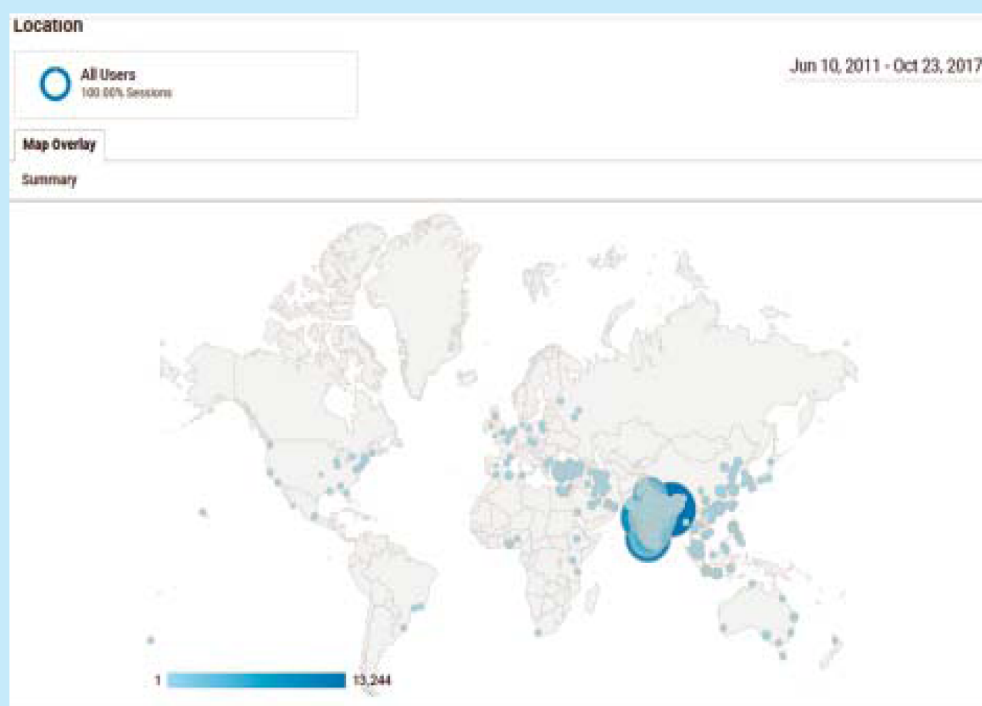 Location
All Users
100.00% Sessions
Jun 10, 2011 - Oct 23, 2017
Map Overlay
Summary
1 13,244